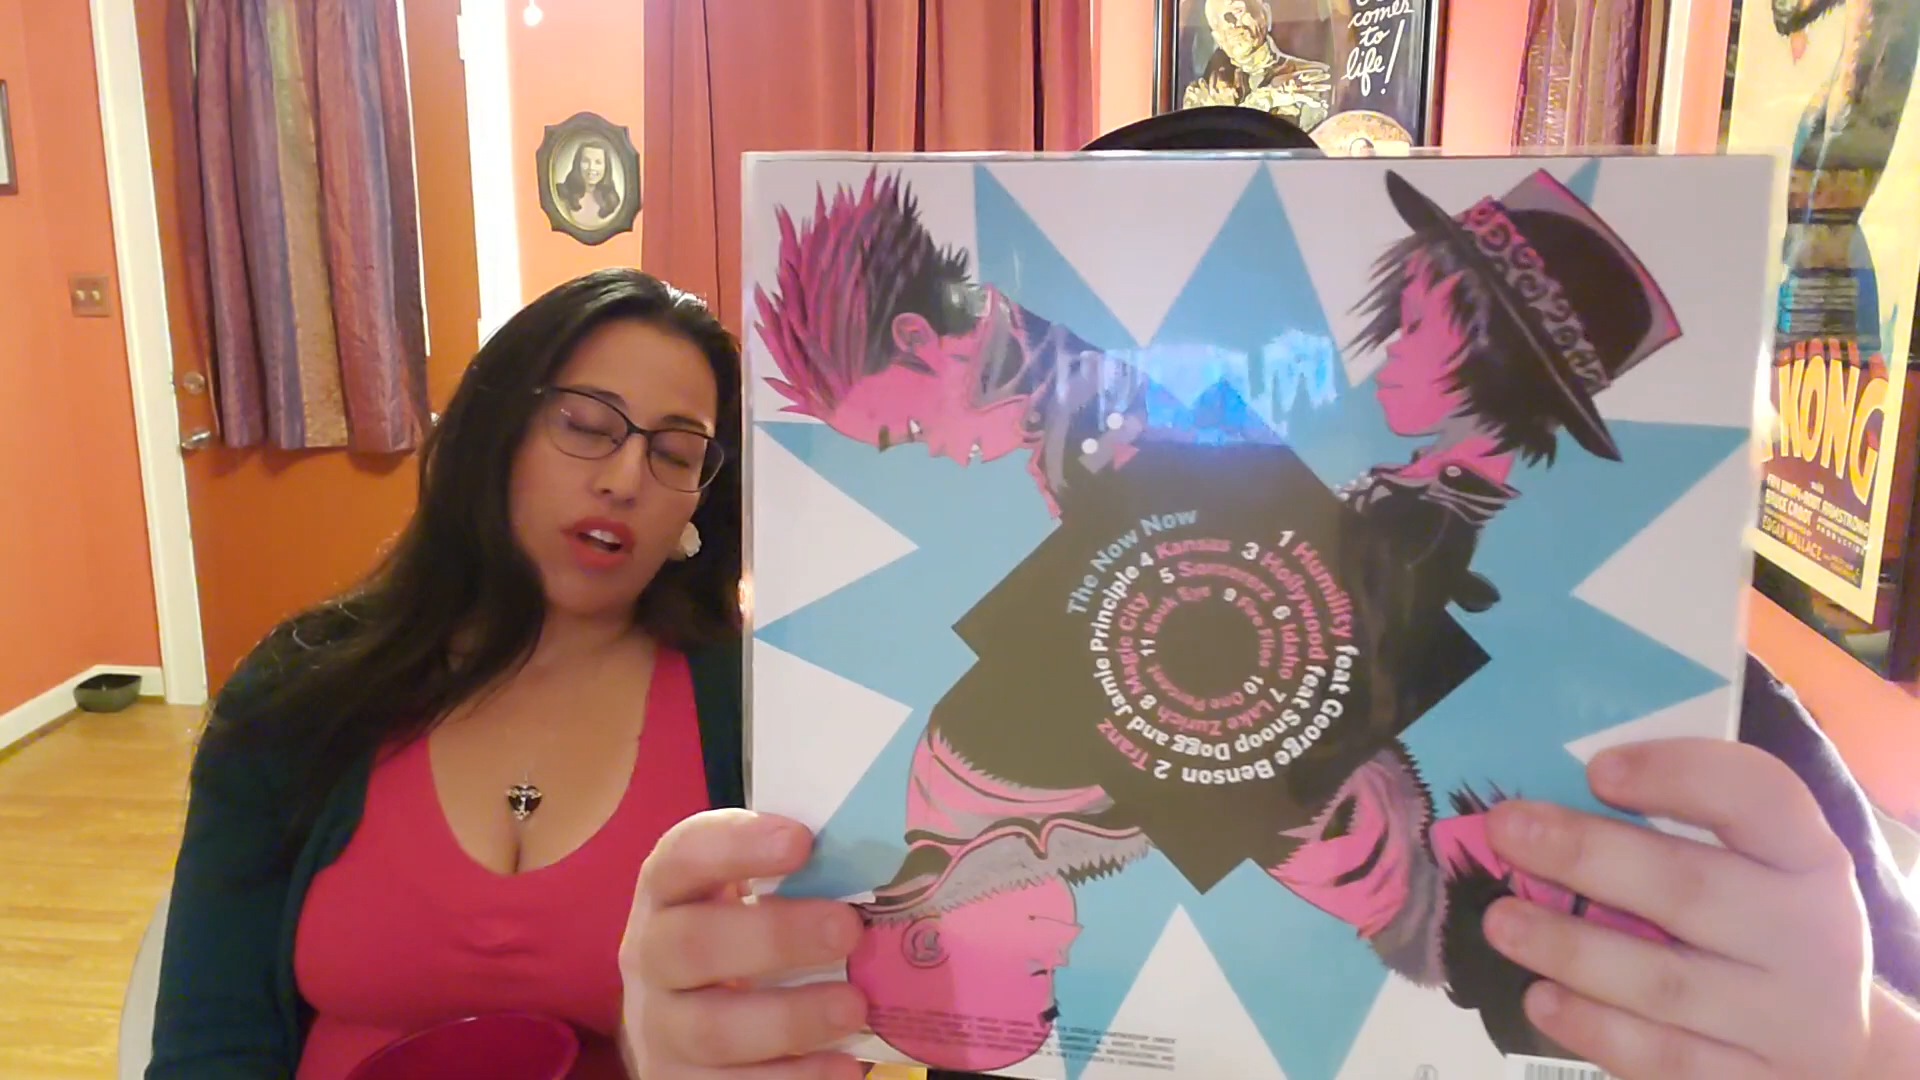 comes
to
life!
KONG
BRUCE CABOT
EDGAR WALLACE
The Now Now
1 Humility feat George Benson 2 Tranz
3 Hollywood feat Snoop Dogg and Jamie Principle 4 Kansas
5 Sorcererz 6 Idaho 7 Lake Zurich 8 Magic City
9 Fire Flies 10 One Percent 11 Souk Eye